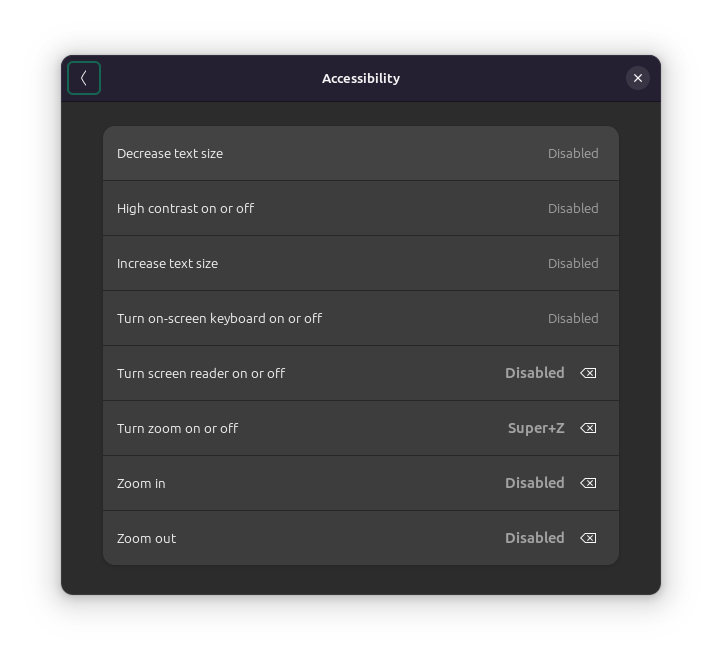 Accessibility
Decrease text size Disabled
High contrast on or off Disabled
Increase text size Disabled
Turn on-screen keyboard on or off Disabled
Turn screen reader on or off Disabled
Turn zoom on or off Super+Z
Zoom in Disabled
Zoom out Disabled